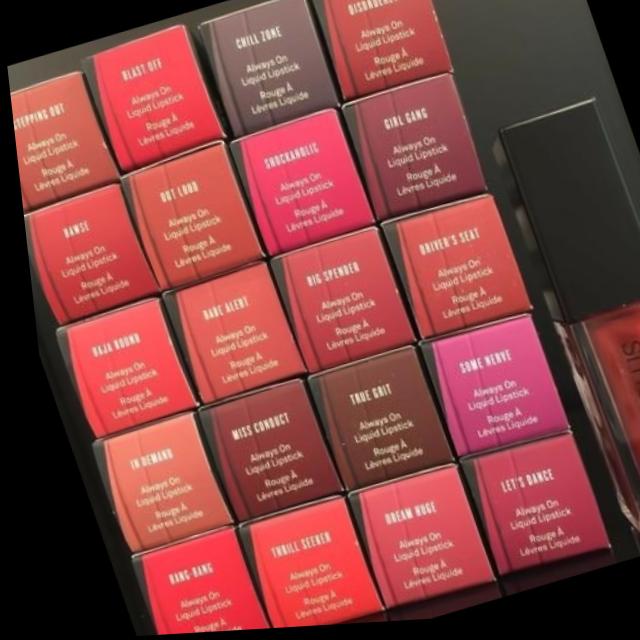 STEPPING OUT
Always On
Liquid Lipstick
Rouge À
Lèvres Liquide
BLAST OFF
Always On
Liquid Lipstick
Rouge À
Lèvres Liquide
CHILL ZONE
Always On
Liquid Lipstick
Rouge À
Lèvres Liquide
Always On
Liquid Lipstick
Rouge À
Lèvres Liquide
BAWSE
Always On
Liquid Lipstick
Rouge À
Lèvres Liquide
OUT LOUD
Always On
Liquid Lipstick
Rouge À
Lèvres Liquide
SHOCKAHOLIC
Always On
Liquid Lipstick
Rouge À
Lèvres Liquide
GIRL GANG
Always On
Liquid Lipstick
Rouge À
Lèvres Liquide
BAJA BOUND
Always On
Liquid Lipstick
Rouge À
Lèvres Liquide
BABE ALERT
Always On
Liquid Lipstick
Rouge À
Lèvres Liquide
BIG SPENDER
Always On
Liquid Lipstick
Rouge À
Lèvres Liquide
DRIVER'S SEAT
Always On
Liquid Lipstick
Rouge À
Lèvres Liquide
IN DEMAND
Always On
Liquid Lipstick
Rouge À
Lèvres Liquide
MISS CONDUCT
Always On
Liquid Lipstick
Rouge À
Lèvres Liquide
TRUE GRIT
Always On
Liquid Lipstick
Rouge À
Lèvres Liquide
SOME NERVE
Always On
Liquid Lipstick
Rouge À
Lèvres Liquide
BANG-BANG
Always On
Liquid Lipstick
Rouge À
Lèvres Liquide
THRILL SEEKER
Always On
Liquid Lipstick
Rouge À
Lèvres Liquide
DREAM HUGE
Always On
Liquid Lipstick
Rouge À
Lèvres Liquide
LET'S DANCE
Always On
Liquid Lipstick
Rouge À
Lèvres Liquide